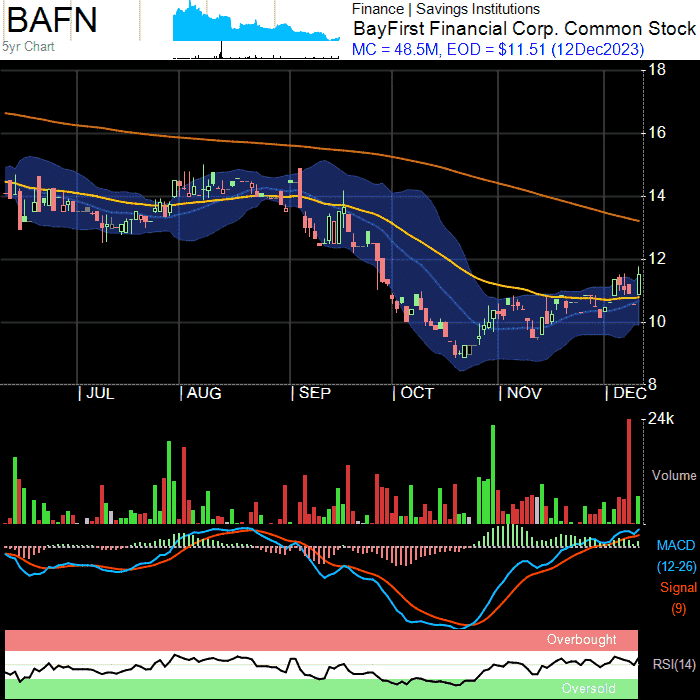 BAFN
5yr Chart
Finance | Savings Institutions
BayFirst Financial Corp. Common Stock
MC = 48.5M, EOD = $11.51 (12Dec2023)
18
16
14
12
10
8
| JUL | AUG | SEP | OCT | NOV | DEC
24k
Volume
MACD
(12-26)
Signal
(9)
Overbought
RSI(14)
Oversold